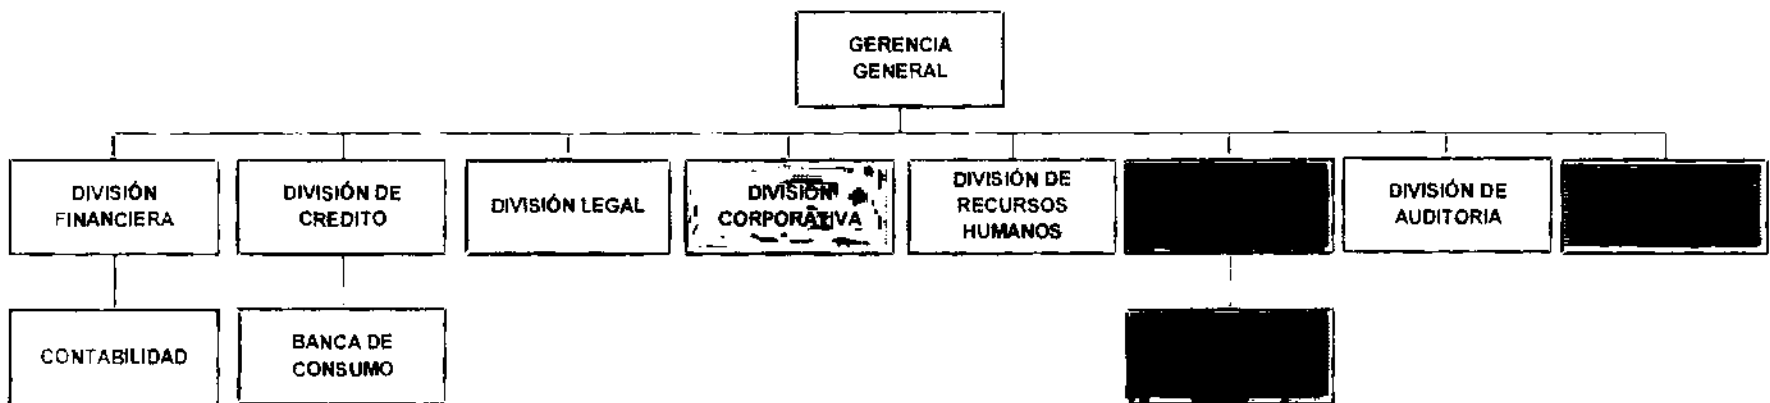 GERENCIA
GENERAL
DIVISIÓN
FINANCIERA
DIVISIÓN DE
CREDITO
DIVISIÓN LEGAL
DIVISIÓN
CORPORATIVA
DIVISIÓN DE
RECURSOS
HUMANOS
DIVISIÓN DE
AUDITORIA
CONTABILIDAD
BANCA DE
CONSUMO